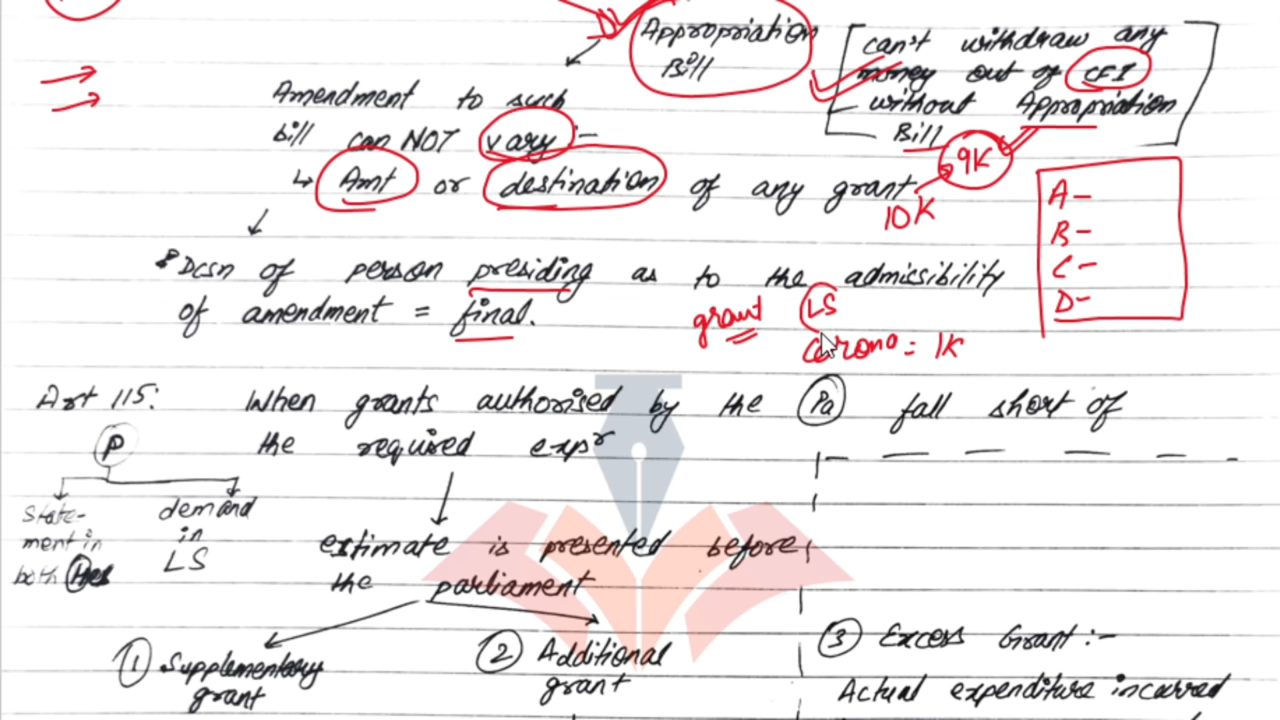 Appropriation
Bill
can't withdraw any
money out of CFI
without Appropriation
Bill
Amendment to such
bill can NOT vary :-
9K
↳ Amt or destination of any grant
10K
A-
B-
C-
D-
* Dcsn of person presiding as to the admissibility
of amendment = final.
grant LS
corona = 1K
Art 115: When grants authorised by the Pa fall short of
P the required expr
state-
ment in
both Hses
demand
in
LS
estimate is presented before
the parliament
① Supplementary
grant
② Additional
grant
③ Excess Grant :-
Actual expenditure incurred